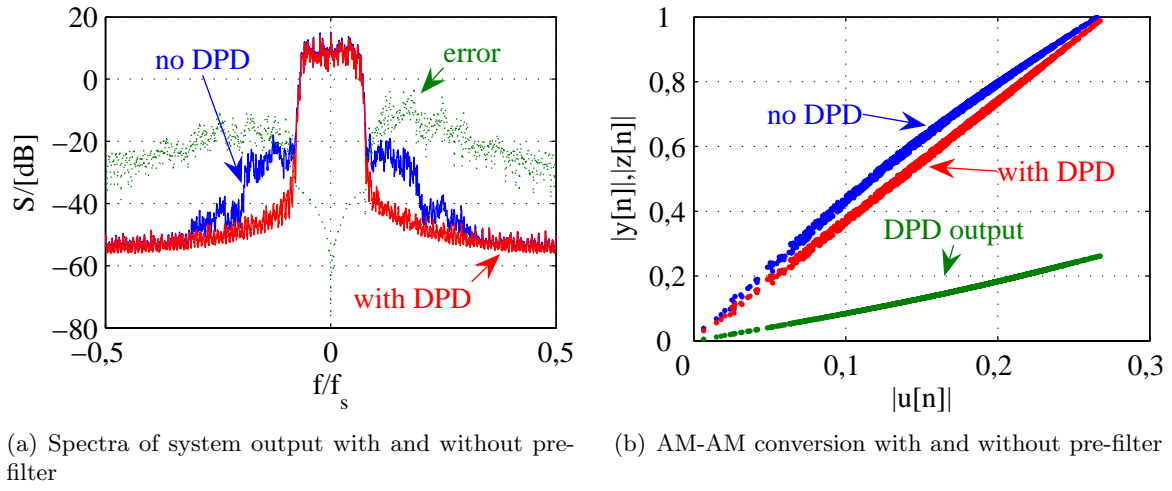 20
0
−20
−40
−60
−80
S/[dB]
no DPD
error
with DPD
−0,5
0
0,5
f/f_s
1
0.8
0.6
0.4
0.2
0
|y[n]|,|z[n]|
no DPD
with DPD
DPD output
0
0,1
0,2
0,3
|u[n]|
(a) Spectra of system output with and without pre-
filter
(b) AM-AM conversion with and without pre-filter